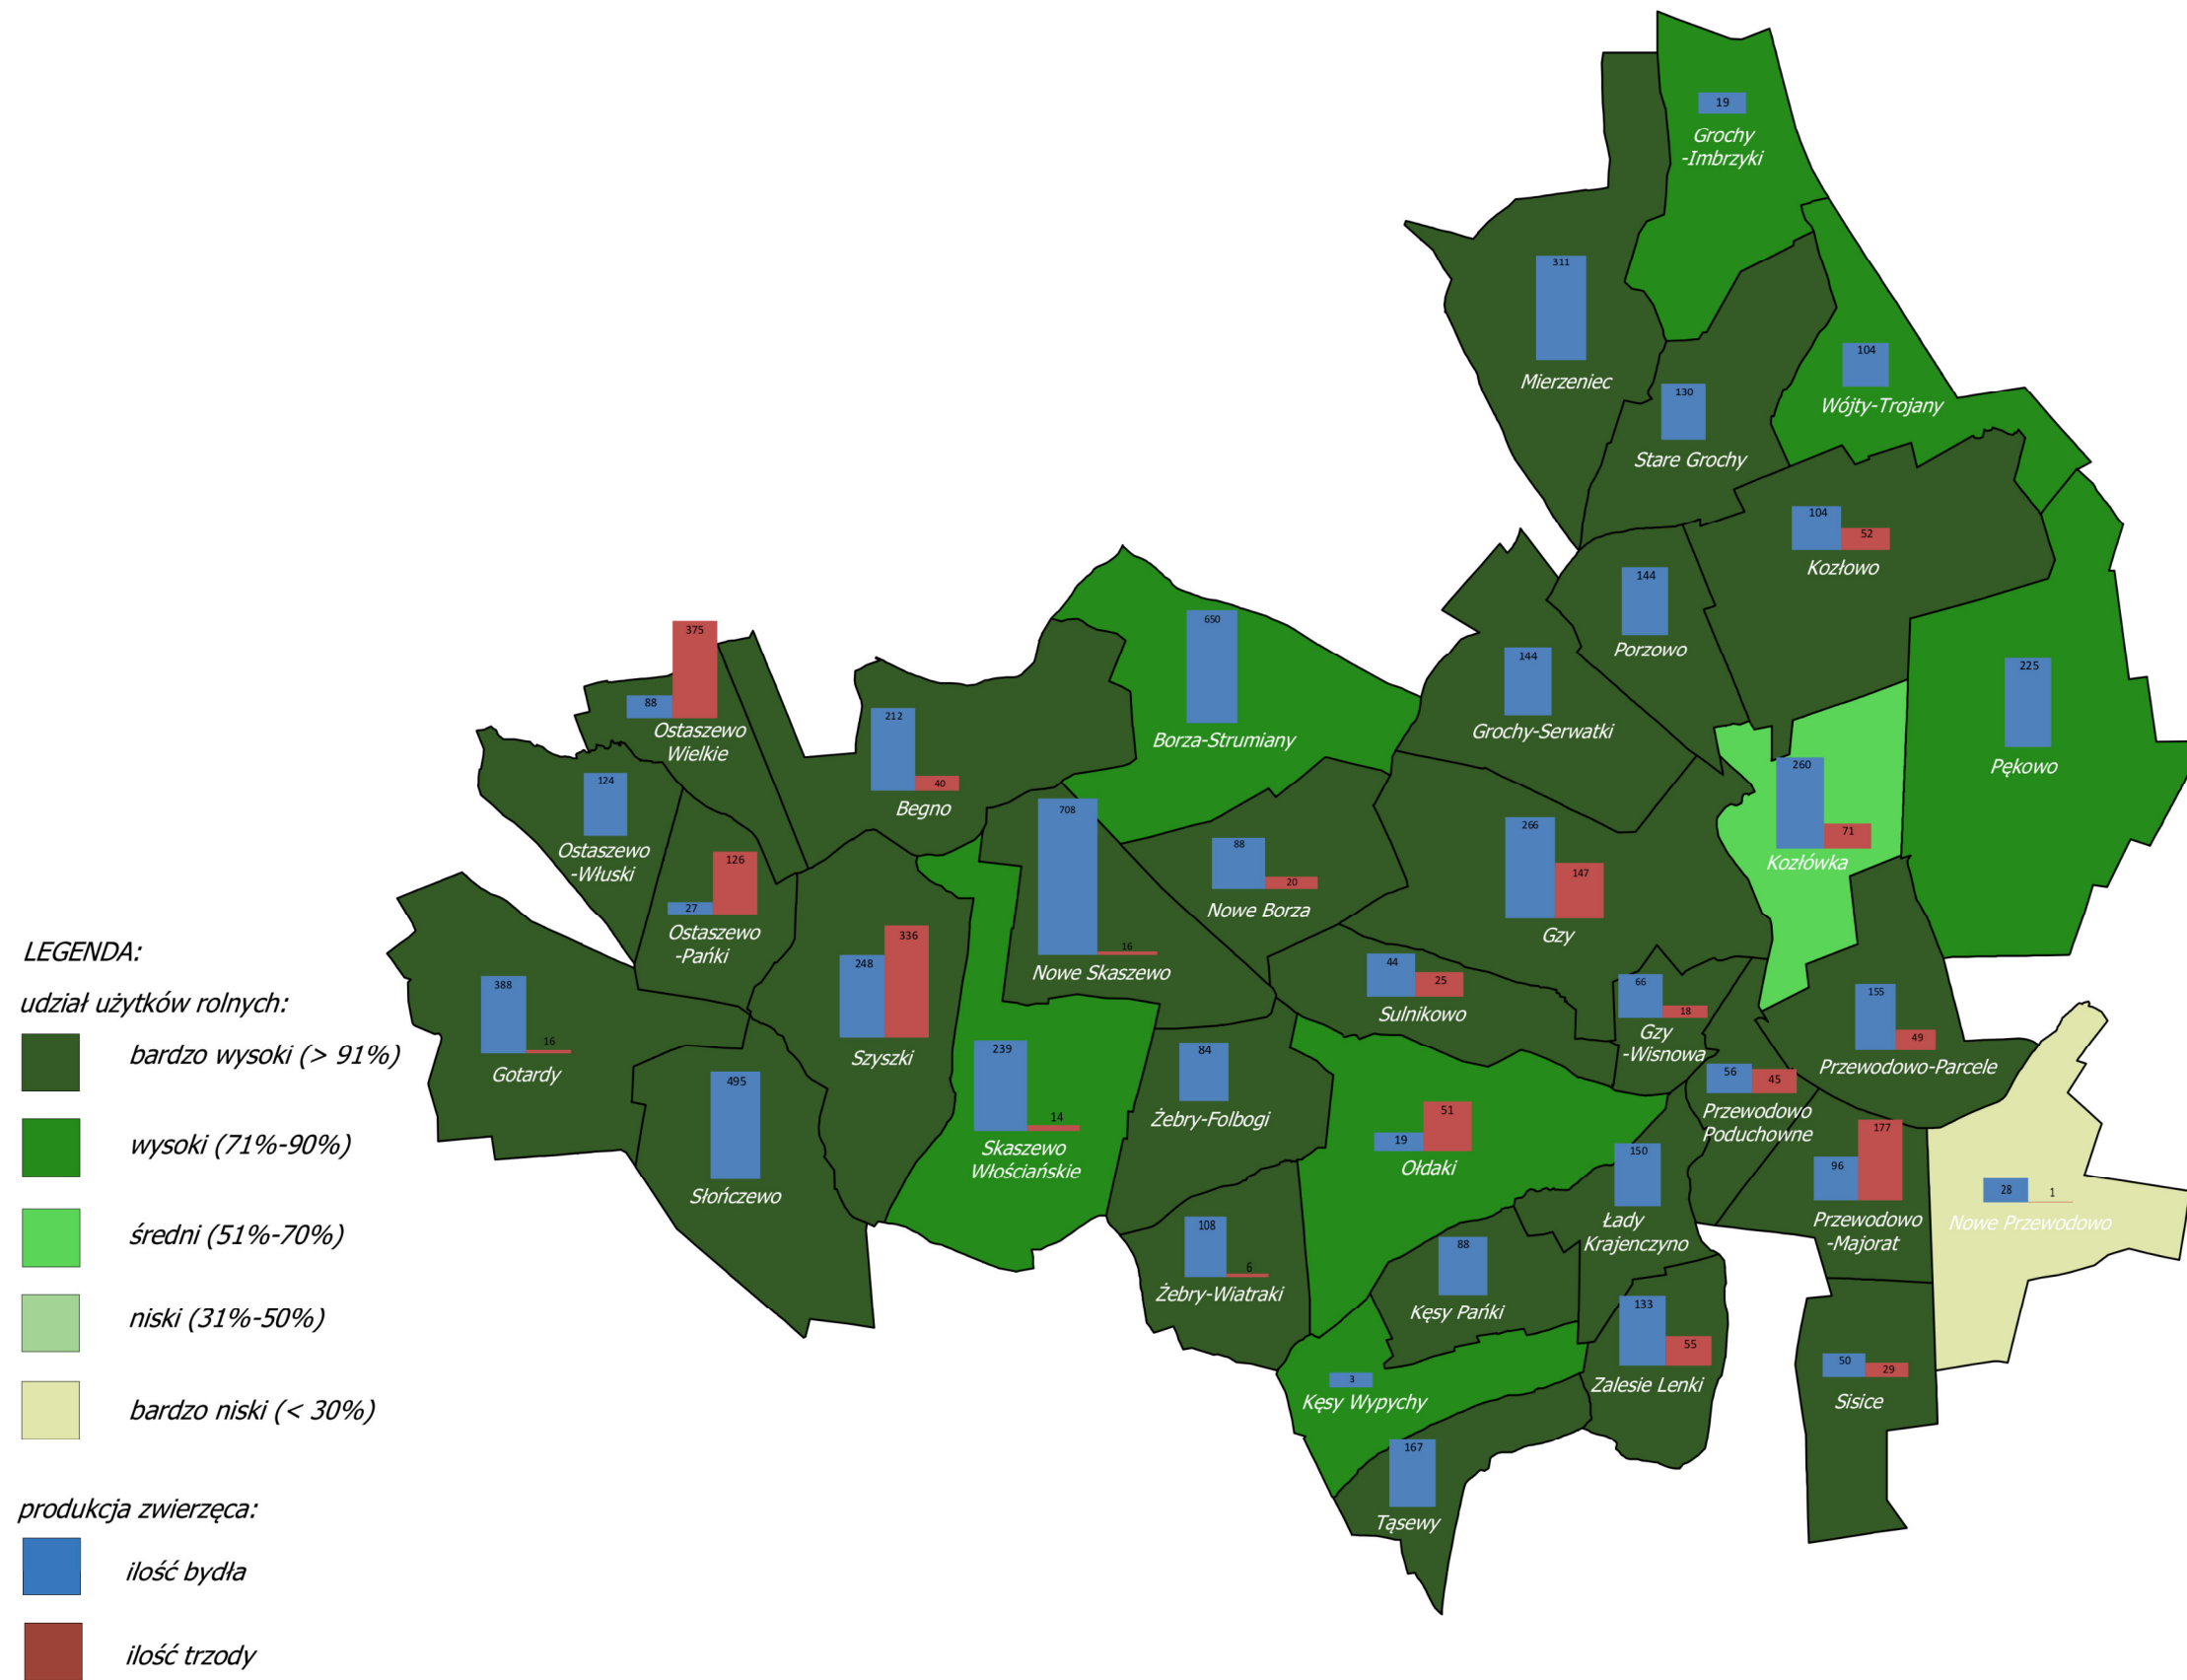 19
Grochy
-Imbrzyki
311
Mierzeniec
104
Wójty-Trojany
130
Stare Grochy
104
52
Kozłowo
144
Porzowo
650
Borza-Strumiany
144
Grochy-Serwatki
225
Pękowo
375
88
Ostaszewo
Wielkie
212
40
Begno
124
Ostaszewo
-Włuski
260
71
Kozłówka
708
16
Nowe Skaszewo
88
20
Nowe Borza
266
147
Gzy
126
27
Ostaszewo
-Pańki
336
248
Szyszki
388
16
Gotardy
44
25
Sulnikowo
66
18
Gzy
-Wisnowa
155
49
Przewodowo-Parcele
495
Słończewo
239
14
Skaszewo
Włościańskie
84
Żebry-Folbogi
56
45
Przewodowo
Poduchowne
51
19
Ołdaki
150
Łady
Krajenczyno
177
96
Przewodowo
-Majorat
28
1
Nowe Przewodowo
108
6
Żebry-Wiatraki
88
Kęsy Pańki
133
55
Zalesie Lenki
50
29
Sisice
3
Kęsy Wypychy
167
Tąsewy
LEGENDA:
udział użytków rolnych:
bardzo wysoki (> 91%)
wysoki (71%-90%)
średni (51%-70%)
niski (31%-50%)
bardzo niski (< 30%)
produkcja zwierzęca:
ilość bydła
ilość trzody